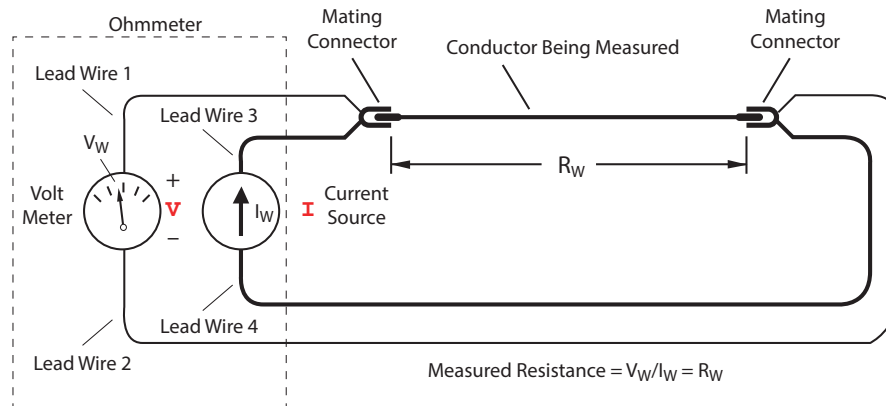 Ohmmeter
Mating
Connector
Conductor Being Measured
Mating
Connector
Lead Wire 1
Lead Wire 3
V_W
R_W
Volt
Meter
+
V
−
I_W
I
Current
Source
Lead Wire 4
Lead Wire 2
Measured Resistance = V_W/I_W = R_W